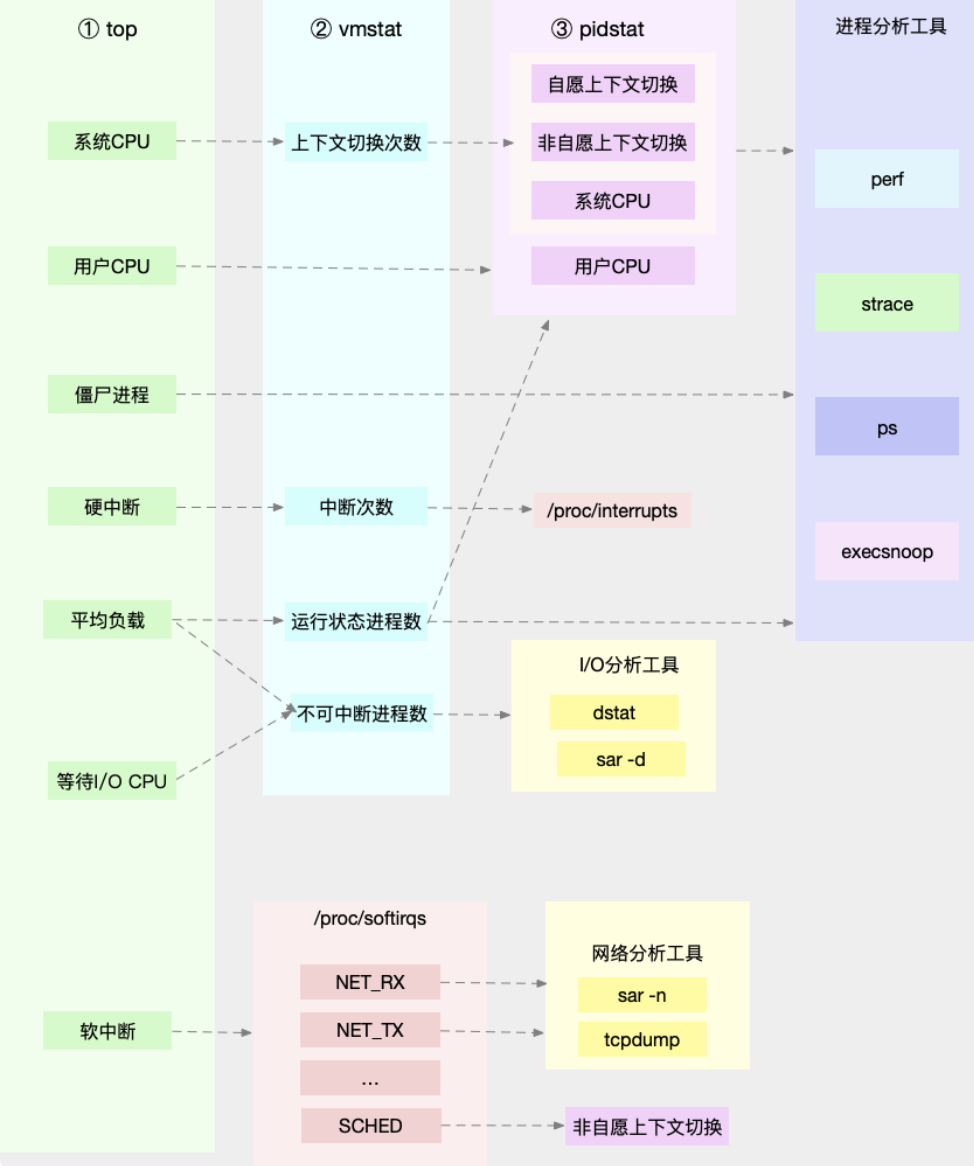 ① top
② vmstat
③ pidstat
进程分析工具
自愿上下文切换
系统CPU
上下文切换次数
非自愿上下文切换
perf
系统CPU
用户CPU
用户CPU
strace
僵尸进程
ps
硬中断
中断次数
/proc/interrupts
execsnoop
平均负载
运行状态进程数
I/O分析工具
不可中断进程数
dstat
sar -d
等待I/O CPU
/proc/softirqs
网络分析工具
NET_RX
sar -n
软中断
NET_TX
tcpdump
...
SCHED
非自愿上下文切换